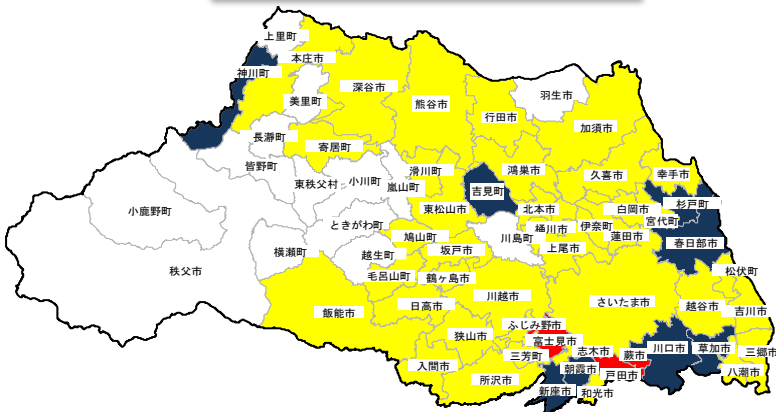 上里町
本庄市
神川町
深谷市
美里町
熊谷市
羽生市
行田市
加須市
長瀞町
寄居町
皆野町
滑川町
鴻巣市
久喜市
幸手市
東秩父村
小川町
嵐山町
吉見町
杉戸町
小鹿野町
東松山市
北本市
白岡市
宮代町
ときがわ町
鳩山町
川島町
桶川市
伊奈町
蓮田市
春日部市
横瀬町
越生町
坂戸市
上尾市
秩父市
毛呂山町
鶴ヶ島市
松伏町
飯能市
日高市
川越市
さいたま市
越谷市
吉川市
ふじみ野市
狭山市
富士見市
三芳町
志木市
蕨市
川口市
草加市
三郷市
入間市
所沢市
朝霞市
戸田市
八潮市
新座市
和光市